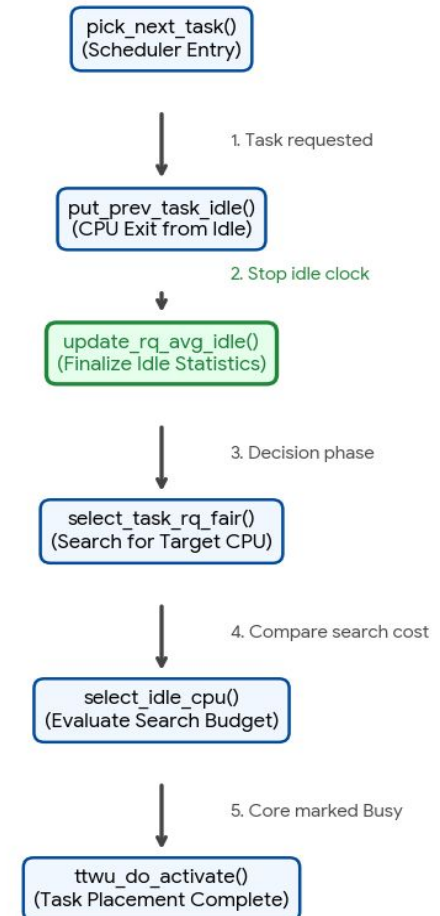 pick_next_task()
(Scheduler Entry)
1. Task requested
put_prev_task_idle()
(CPU Exit from Idle)
2. Stop idle clock
update_rq_avg_idle()
(Finalize Idle Statistics)
3. Decision phase
select_task_rq_fair()
(Search for Target CPU)
4. Compare search cost
select_idle_cpu()
(Evaluate Search Budget)
5. Core marked Busy
ttwu_do_activate()
(Task Placement Complete)